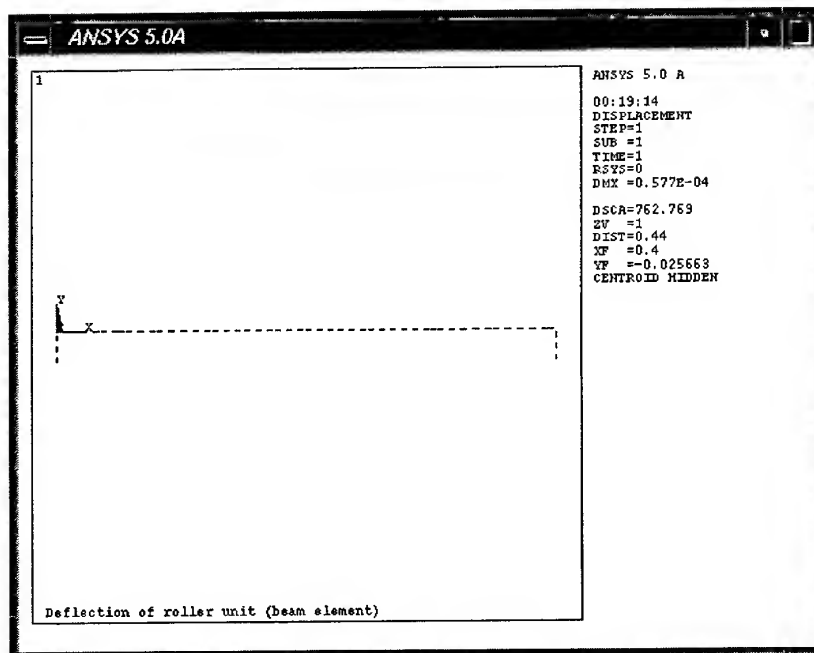 ANSYS 5.0A
1
ANSYS 5.0 A
00:19:14
DISPLACEMENT
STEP=1
SUB =1
TIME=1
RSYS=0
DMX =0.577E-04
DSCA=762.769
ZV =1
DIST=0.44
XF =0.4
YF =-0.025663
CENTROID HIDDEN
Y
X
Deflection of roller unit (beam element)